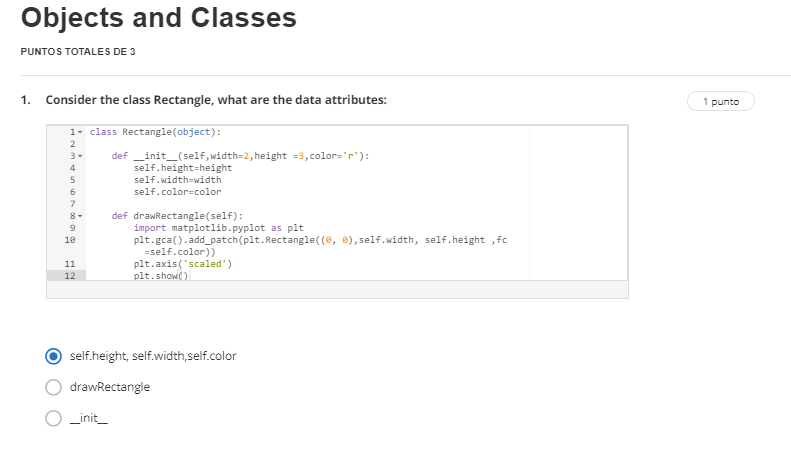 Objects and Classes
PUNTOS TOTALES DE 3
1. Consider the class Rectangle, what are the data attributes:
1 punto
1 class Rectangle(object):
2
3 def __init__(self,width=2,height =3,color='r'):
4 self.height=height
5 self.width=width
6 self.color=color
7
8 def drawRectangle(self):
9 import matplotlib.pyplot as plt
10 plt.gca().add_patch(plt.Rectangle((0, 0),self.width, self.height ,fc
=self.color))
11 plt.axis('scaled')
12 plt.show()
self.height, self.width,self.color
drawRectangle
__init__